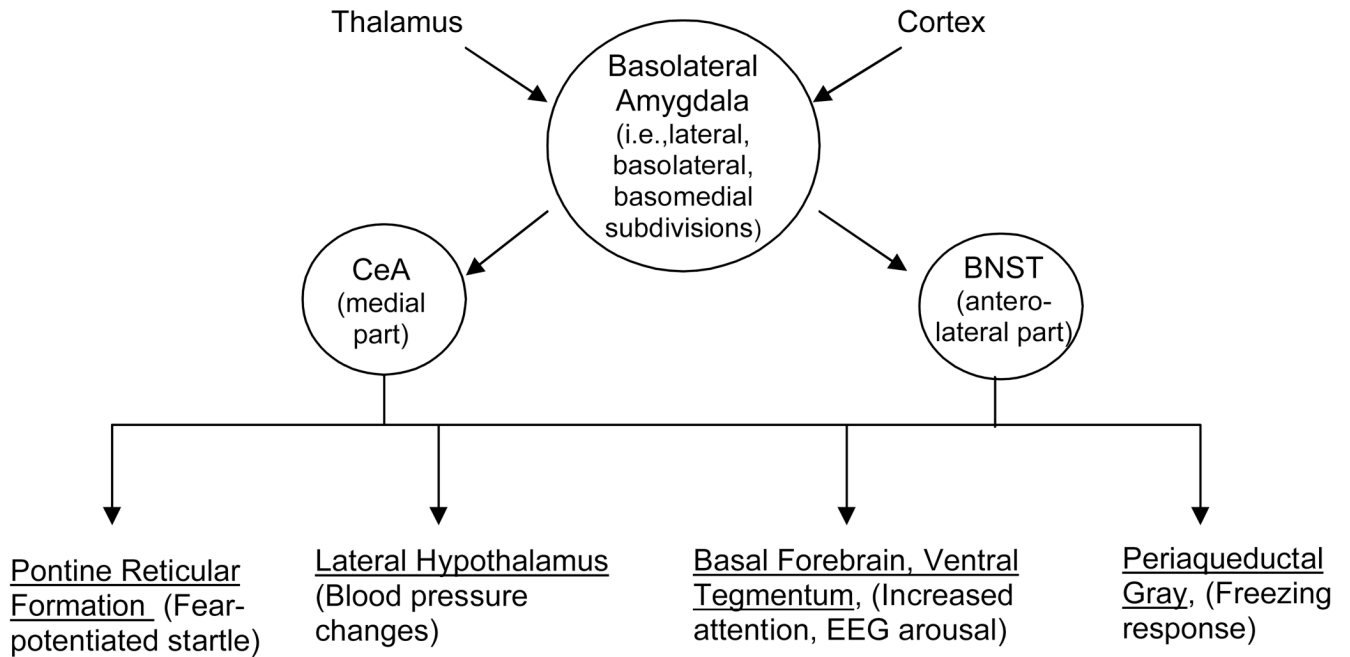 Thalamus
Cortex
Basolateral
Amygdala
(i.e.,lateral,
basolateral,
basomedial
subdivisions)
CeA
(medial
part)
BNST
(antero-
lateral part)
Pontine Reticular
Formation (Fear-
potentiated startle)
Lateral Hypothalamus
(Blood pressure
changes)
Basal Forebrain, Ventral
Tegmentum, (Increased
attention, EEG arousal)
Periaqueductal
Gray, (Freezing
response)